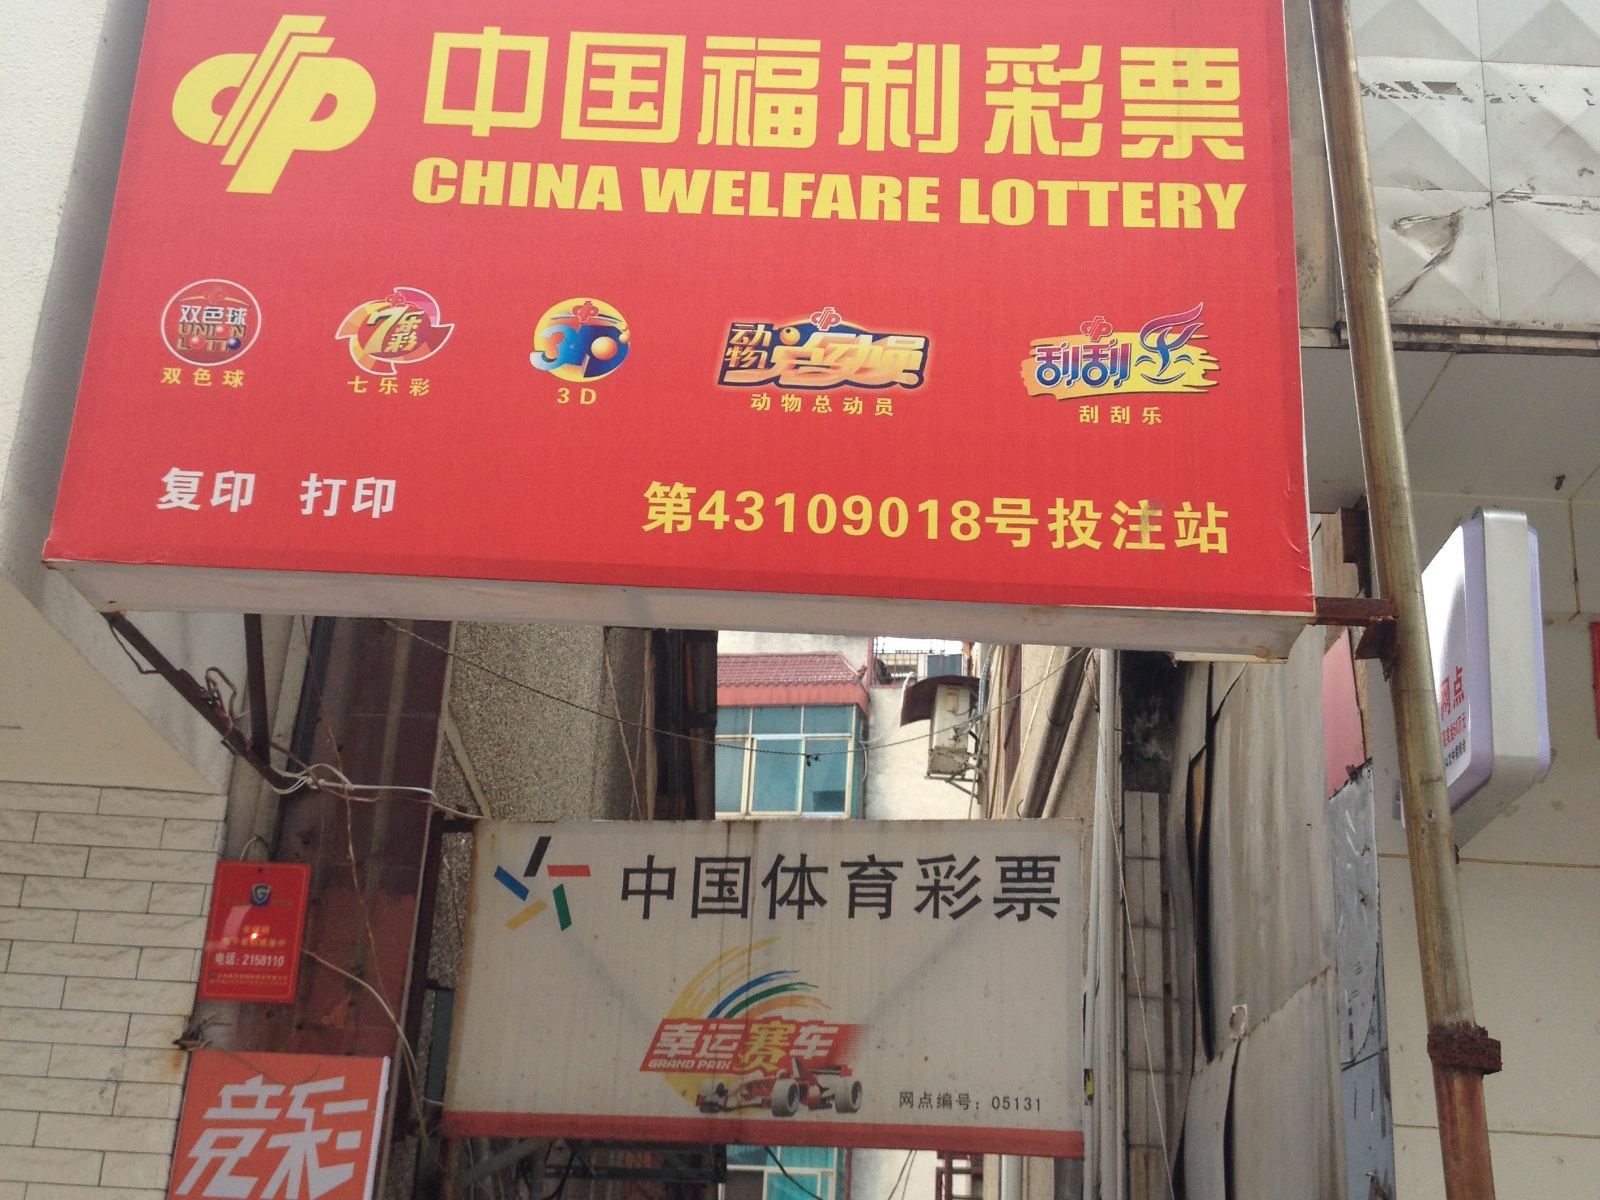 中国福利彩票
CHINA WELFARE LOTTERY
双色球
UNION
LOTTO
双色球
7乐彩
七乐彩
3D
3D
动物总动员
动物总动员
刮刮乐
刮刮乐
复印 打印
第43109018号投注站
网点
中国体育彩票
幸运赛车
GRAND PRIX
网点编号：05131
电话：2158110
竞彩